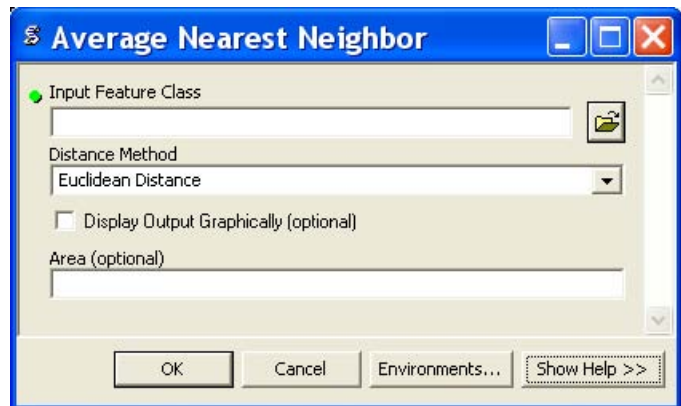 Average Nearest Neighbor
Input Feature Class
Distance Method
Euclidean Distance
Display Output Graphically (optional)
Area (optional)
OK Cancel Environments... Show Help >>